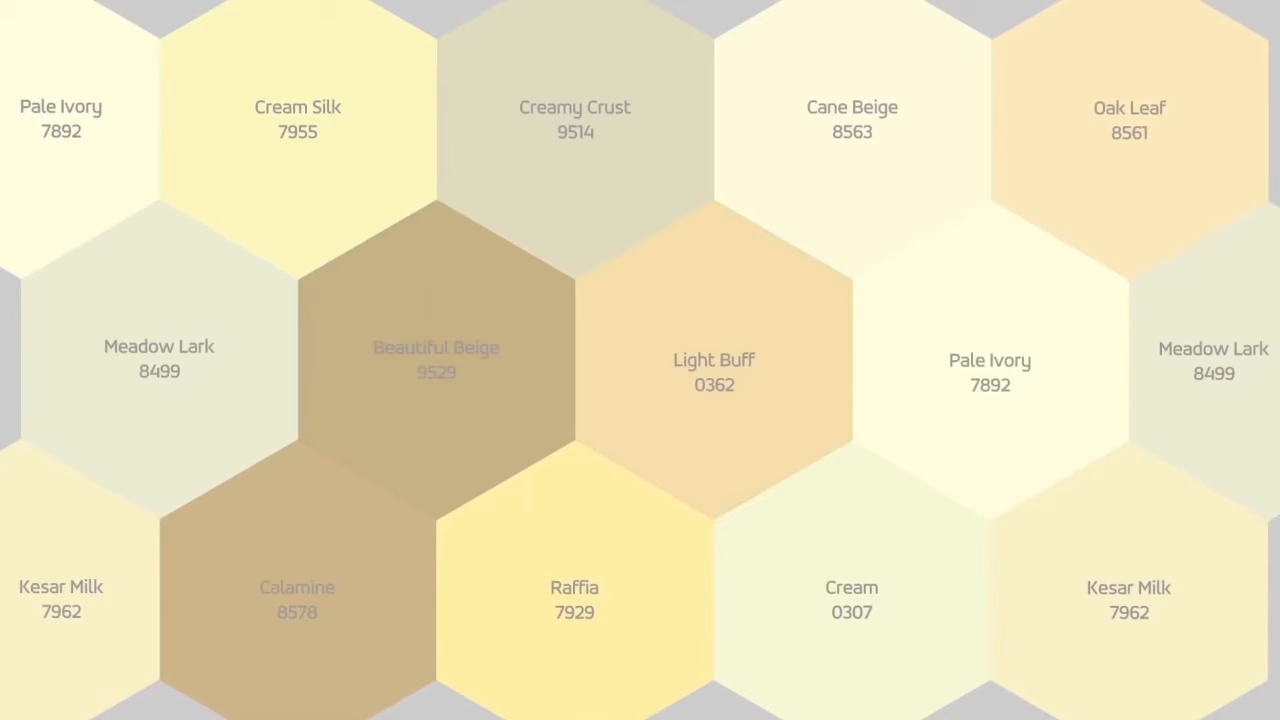 Pale Ivory
7892
Cream Silk
7955
Creamy Crust
9514
Cane Beige
8563
Oak Leaf
8561
Meadow Lark
8499
Beautiful Beige
9529
Light Buff
0362
Pale Ivory
7892
Meadow Lark
8499
Kesar Milk
7962
Calamine
8578
Raffia
7929
Cream
0307
Kesar Milk
7962